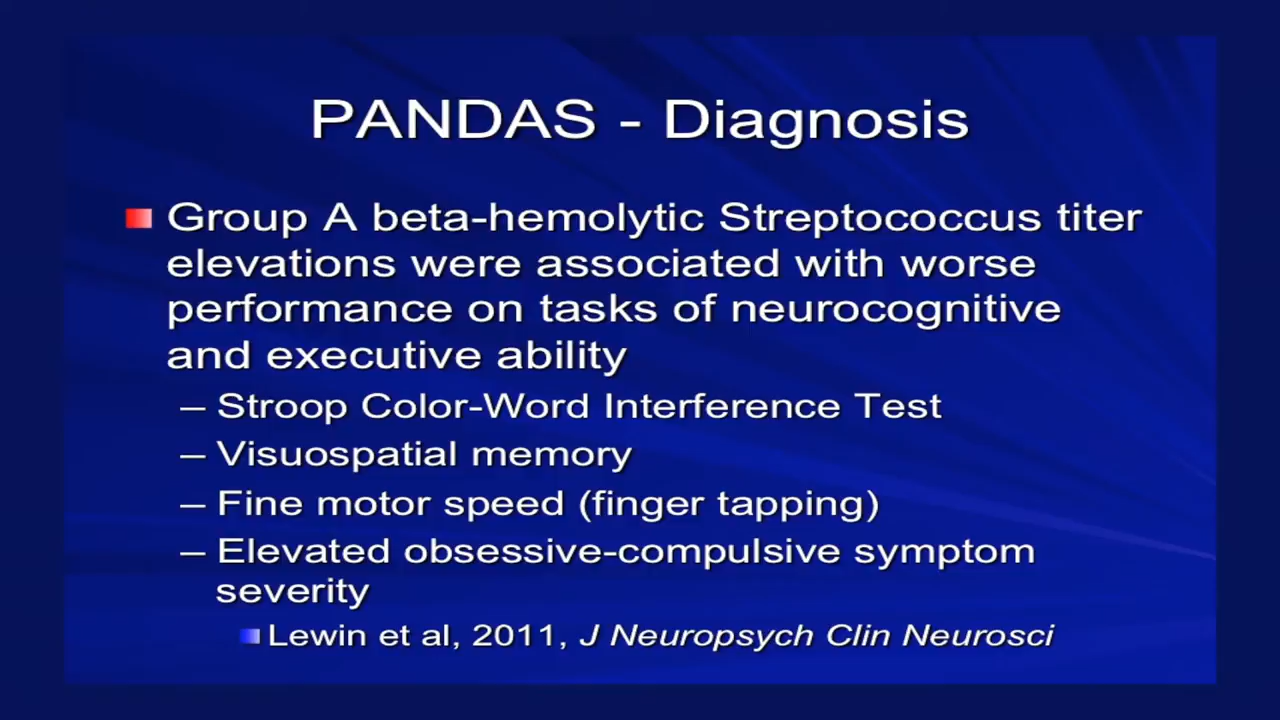 PANDAS - Diagnosis
Group A beta-hemolytic Streptococcus titer
elevations were associated with worse
performance on tasks of neurocognitive
and executive ability
– Stroop Color-Word Interference Test
– Visuospatial memory
– Fine motor speed (finger tapping)
– Elevated obsessive-compulsive symptom
severity
Lewin et al, 2011, J Neuropsych Clin Neurosci